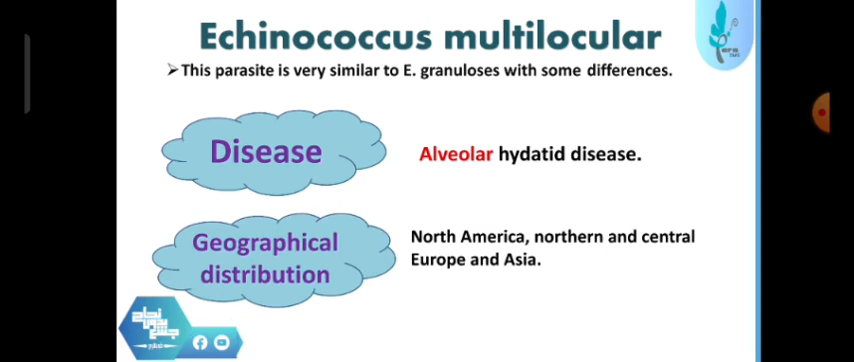 Echinococcus multilocular
➢This parasite is very similar to E. granuloses with some differences.
Disease
Alveolar hydatid disease.
Geographical
distribution
North America, northern and central
Europe and Asia.